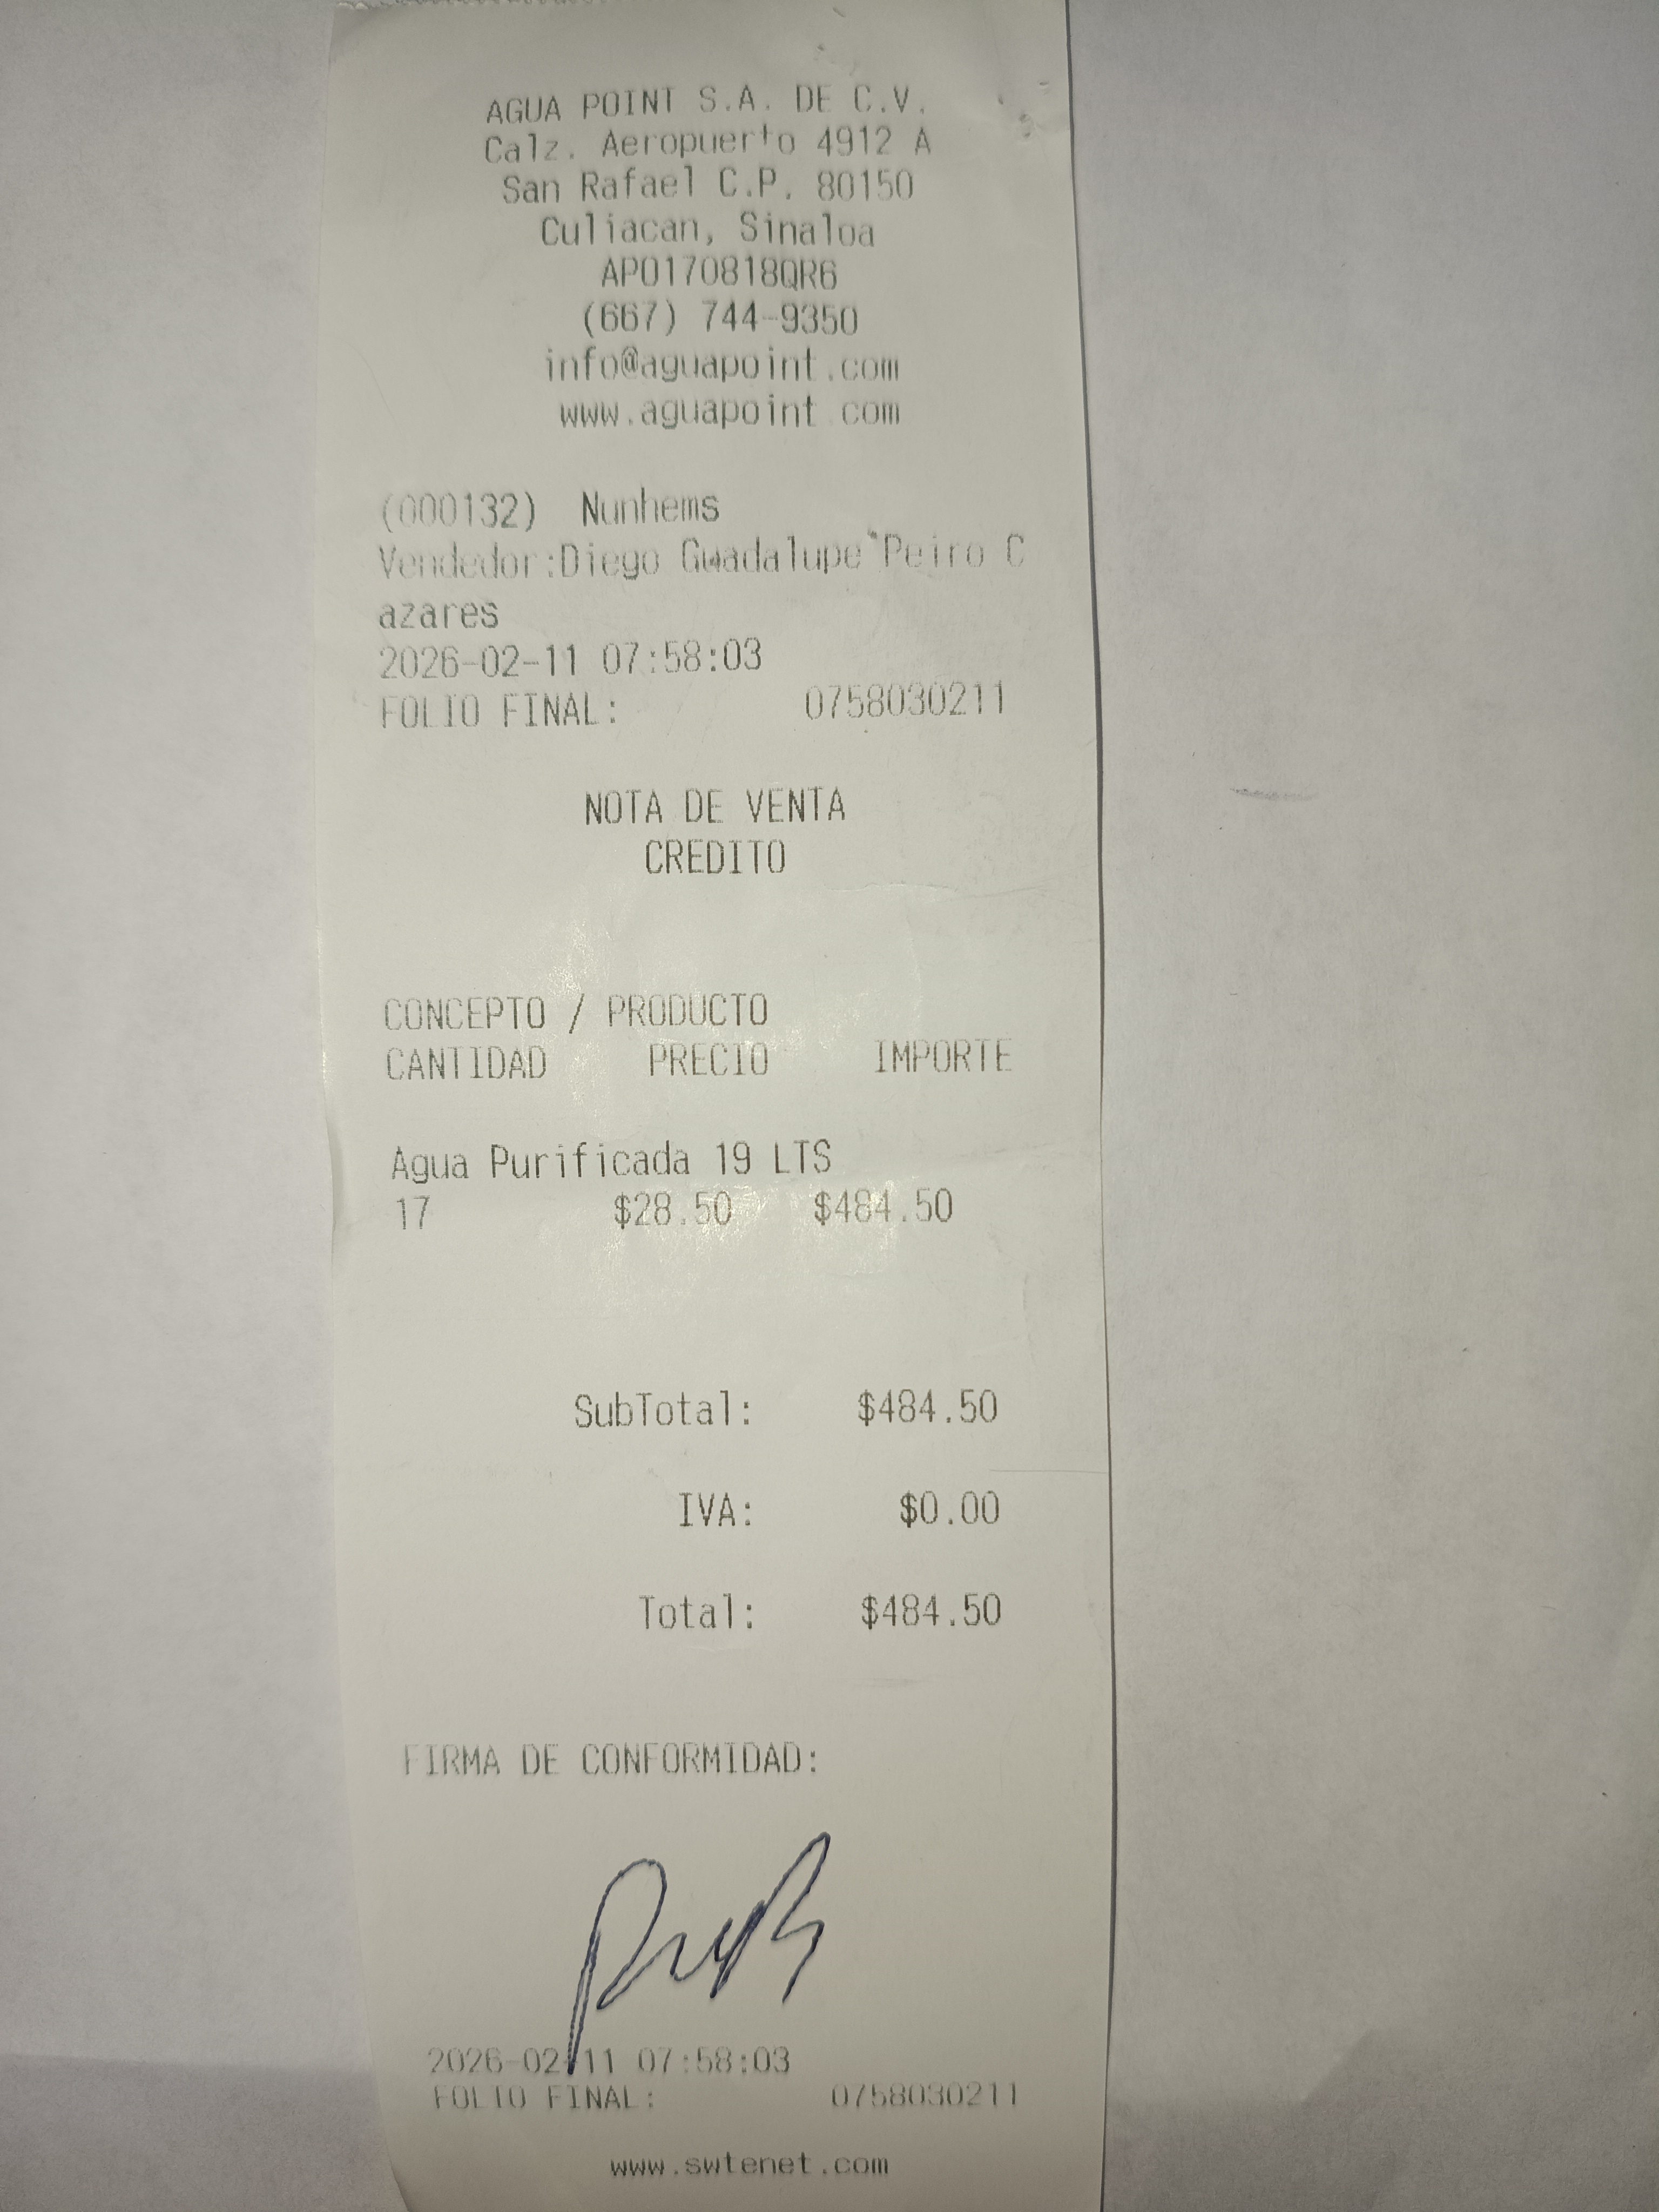 AGUA POINT S.A. DE C.V.
Calz. Aeropuerto 4912 A
San Rafael C.P. 80150
Culiacan, Sinaloa
APO170818QR6
(667) 744-9350
info@aguapoint.com
www.aguapoint.com
(000132) Nunhems
Vendedor:Diego Guadalupe Peiro C
azares
2026-02-11 07:58:03
FOLIO FINAL: 0758030211
NOTA DE VENTA
CREDITO
CONCEPTO / PRODUCTO
CANTIDAD PRECIO IMPORTE
Agua Purificada 19 LTS
17 $28.50 $484.50
SubTotal: $484.50
IVA: $0.00
Total: $484.50
FIRMA DE CONFORMIDAD:
2026-02-11 07:58:03
FOLIO FINAL: 0758030211
www.swtenet.com